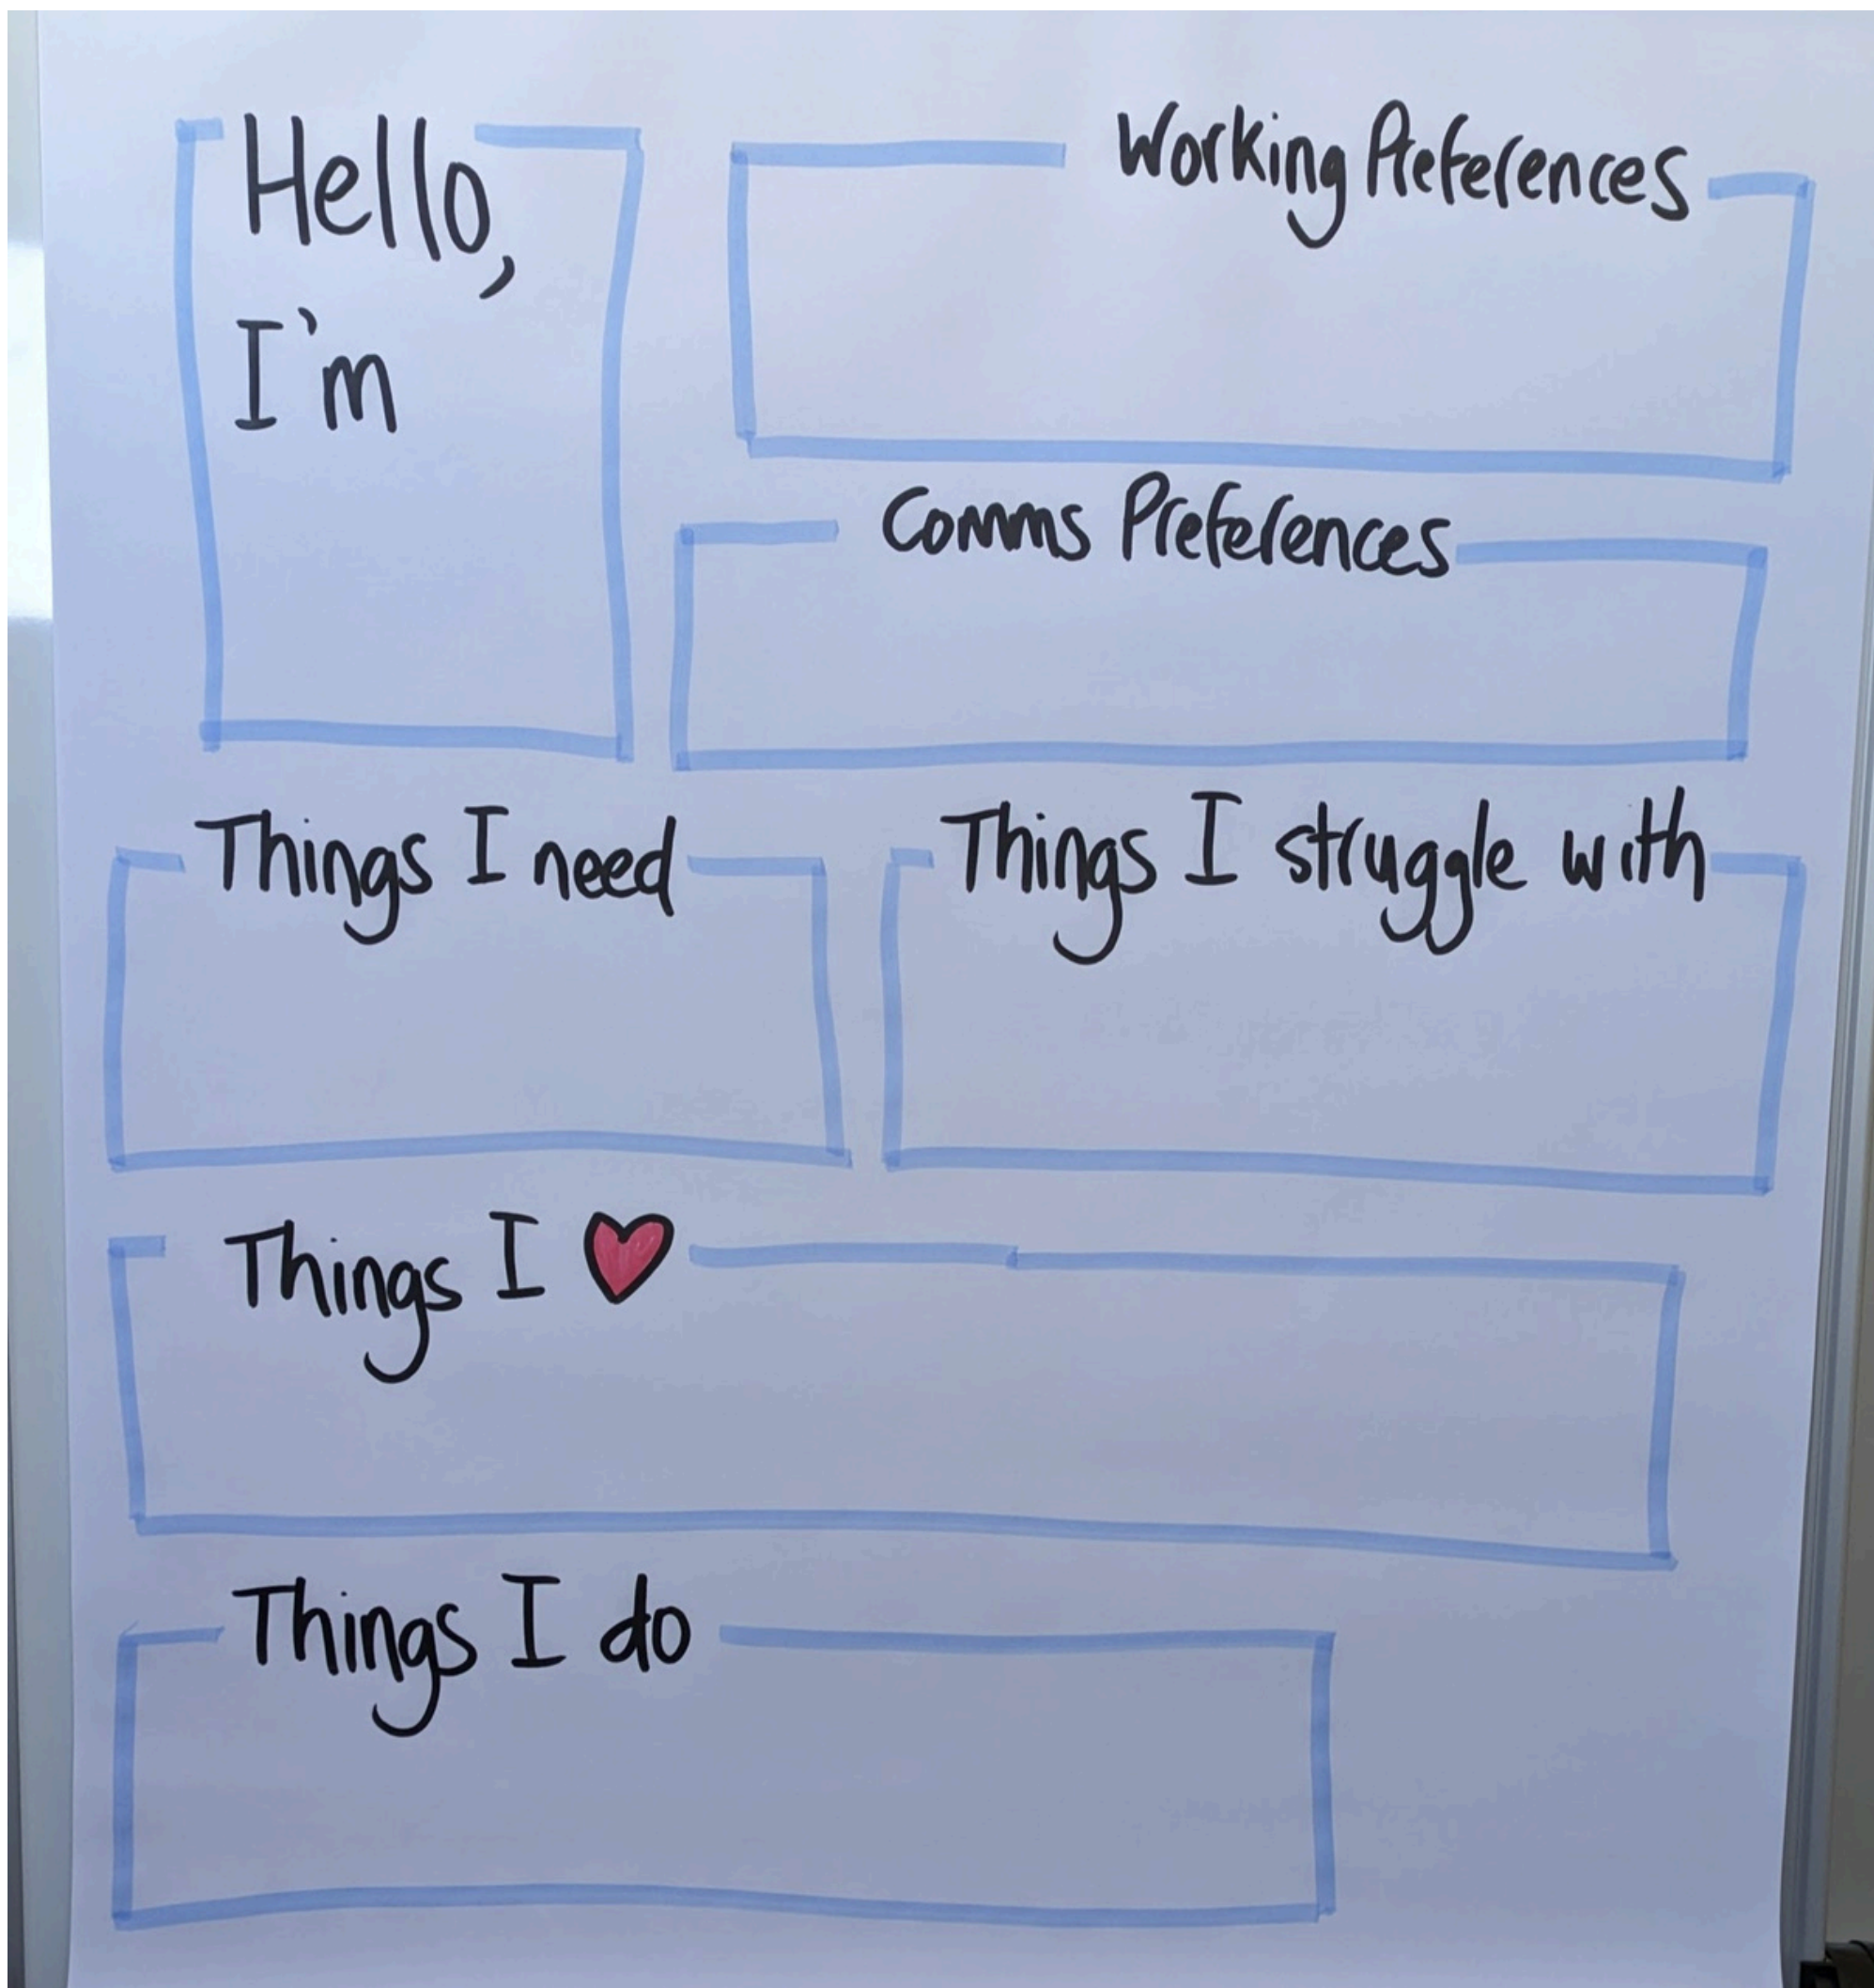 Hello,
I'm
Working Preferences
Comms Preferences
Things I need
Things I struggle with
Things I
Things I do